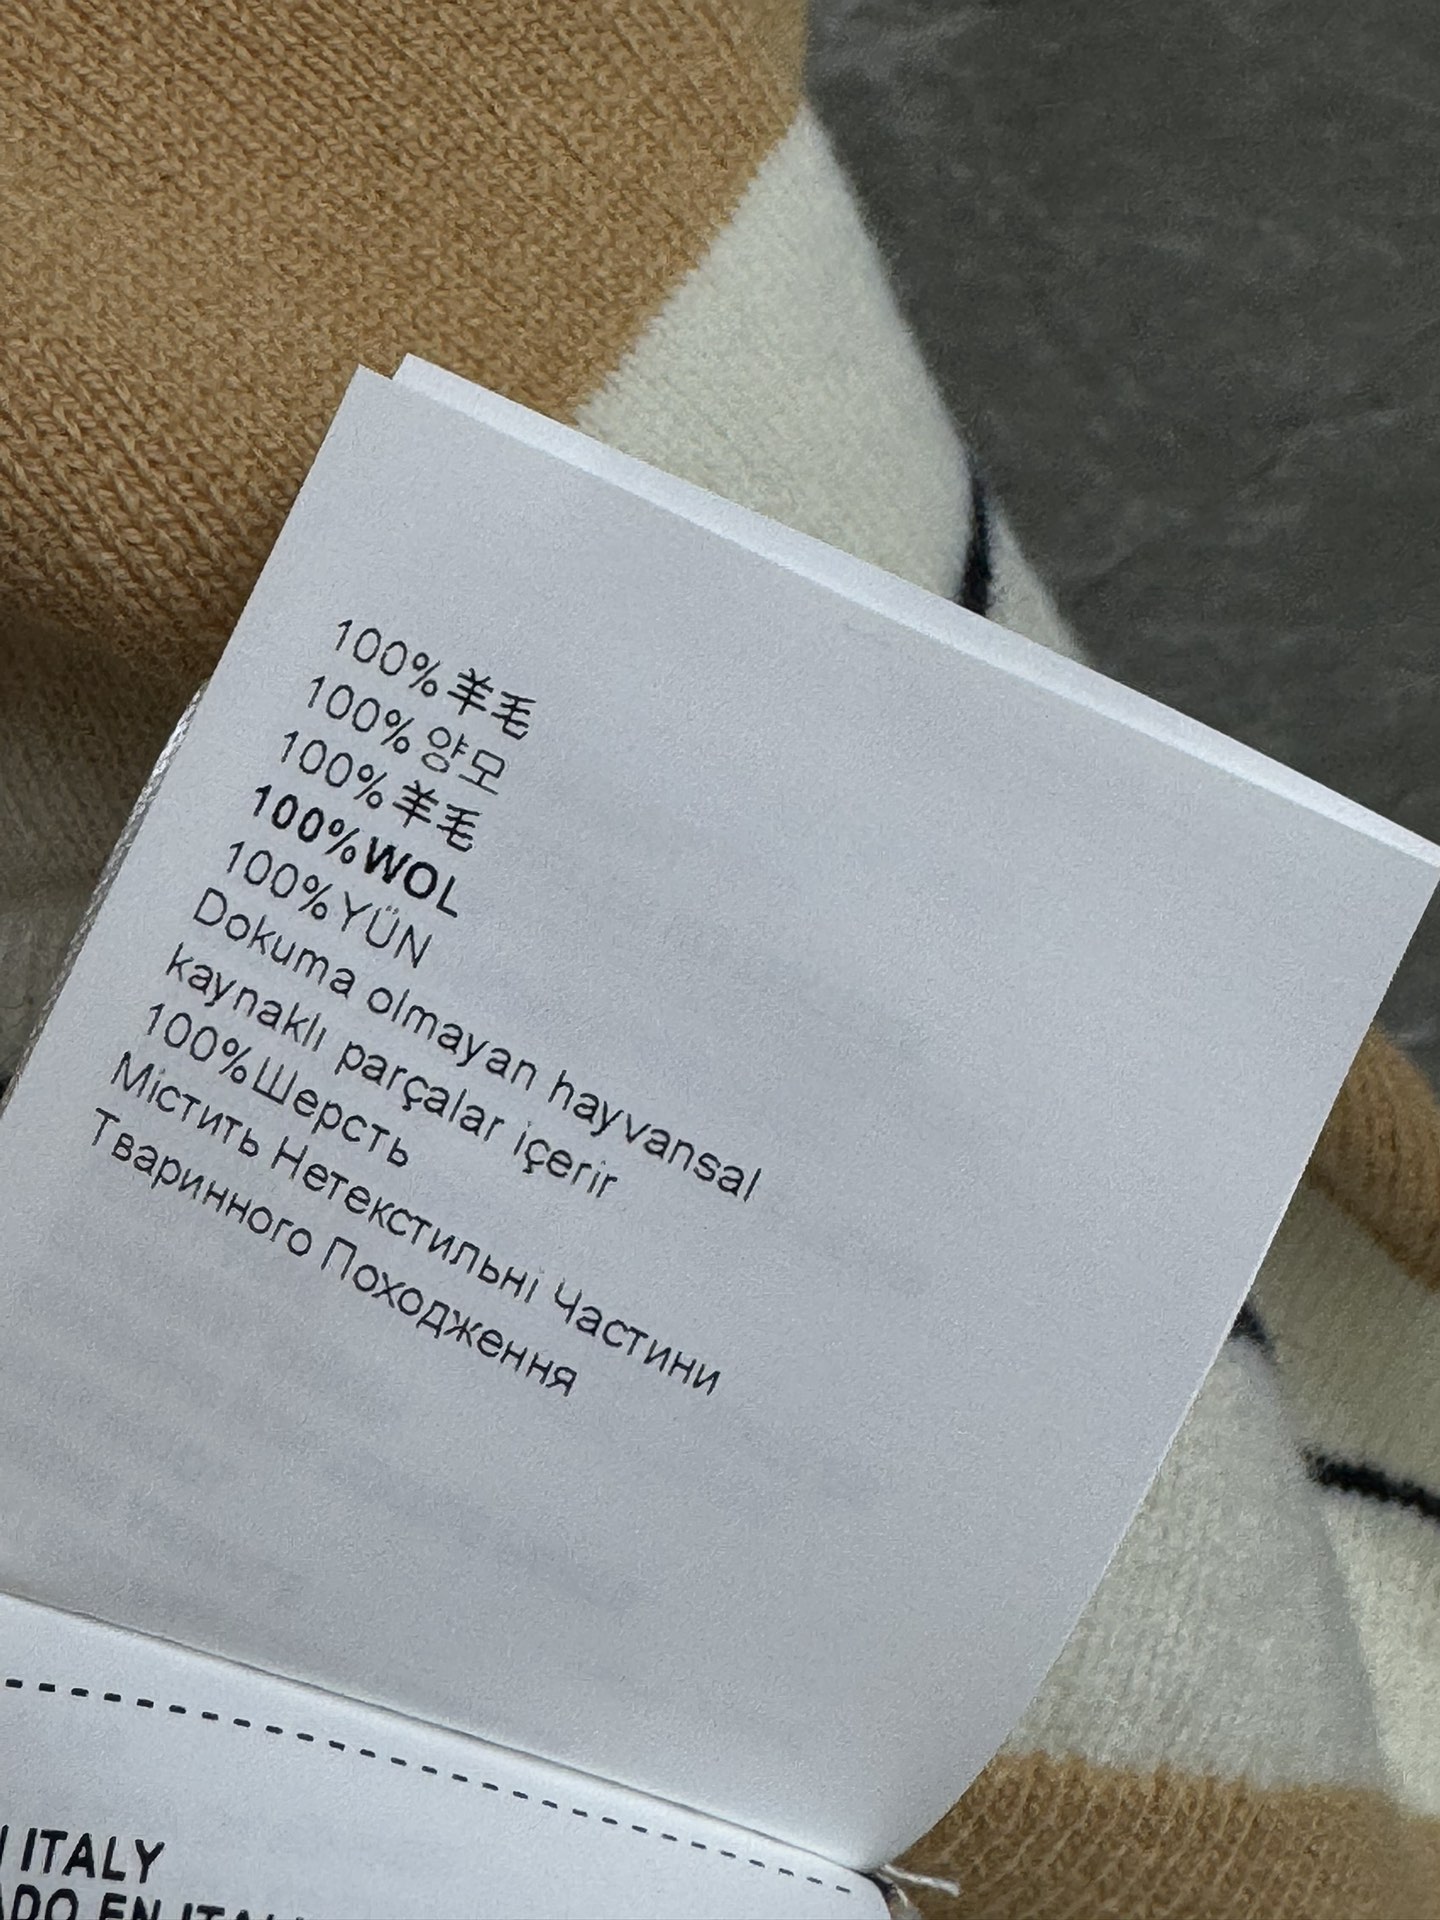 100%羊毛
100%양모
100%羊毛
100%WOL
100%YÜN
Dokuma olmayan hayvansal
kaynaklı parçalar içerir
100%Шерсть
Містить Нетекстильні Частини
Тваринного Походження
ITALY
EN